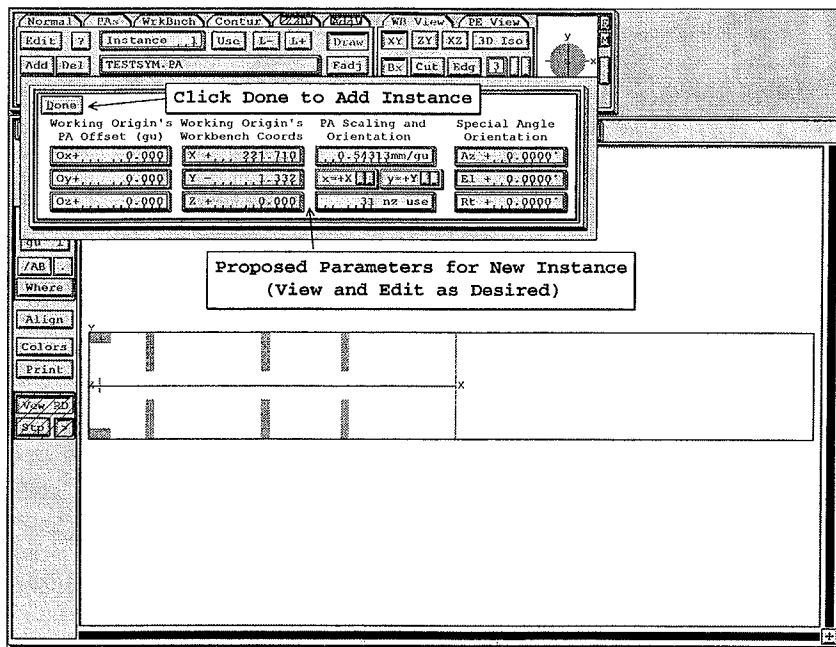 Normal PAs WrkBnch Contur WB View PE View
Edit ? Instance 1 Use L- L+ Draw XY ZY XZ 3D Iso
Add Del TESTSYM.PA Fadj Bx Cut Edg 3
y
x
Done Click Done to Add Instance
Working Origin's PA Offset (gu)
Working Origin's Workbench Coords
PA Scaling and Orientation
Special Angle Orientation
Ox+ 0.000 X + 221.710 0.54313mm/gu Az + 0.0000°
Oy+ 0.000 Y - 1.332 x=+X y=+Y El + 0.0000°
Oz+ 0.000 Z + 0.000 31 nz use Rt + 0.0000°
gu 1
Proposed Parameters for New Instance
(View and Edit as Desired)
/AB .
Where
Align
Colors
Print
Y
X
Vew
Stp >